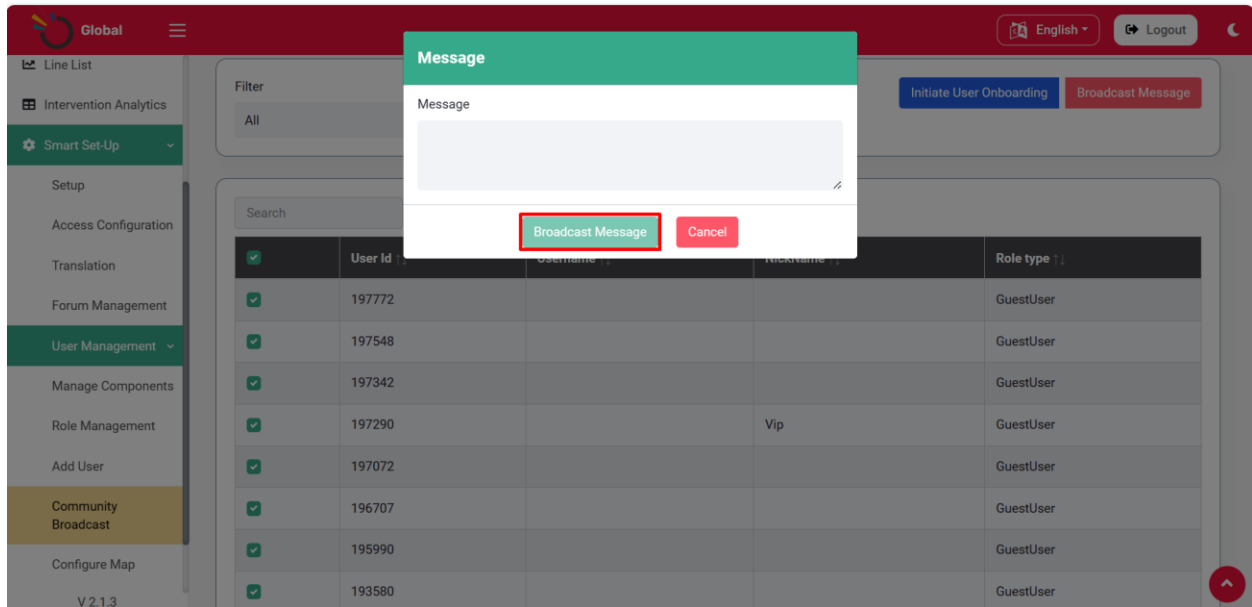 Global
English
Logout
Line List
Intervention Analytics
Smart Set-Up
Setup
Access Configuration
Translation
Forum Management
User Management
Manage Components
Role Management
Add User
Community
Broadcast
Configure Map
V 2.1.3
Filter
All
Initiate User Onboarding
Broadcast Message
Message
Message
Broadcast Message
Cancel
Search
User Id Username NickName Role type
197772 GuestUser
197548 GuestUser
197342 GuestUser
197290 Vip GuestUser
197072 GuestUser
196707 GuestUser
195990 GuestUser
193580 GuestUser